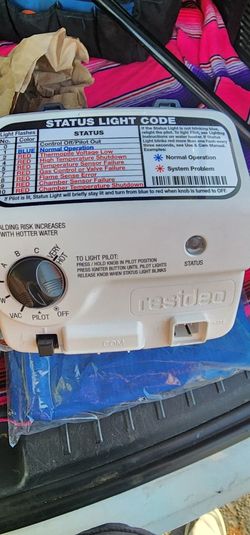 STATUS LIGHT CODE
Light Flashes
STATUS
No.
Color
Control Off/Pilot Out
BLUE Normal Operation
RED Thermopile Voltage Low
RED High Temperature Shutdown
RED Temperature Sensor Failure
RED Gas Control or Valve Failure
RED Flame Sense Error
RED Chamber Sensor Failure
RED Chamber Temperature Shutdown
If the Status Light is not blinking blue,
relight the pilot. To light Pilot, see Lighting
Instructions on water heater. If Status
Light blinks red more than one time every
three seconds, see Use & Care Manual.
Examples:
Normal Operation
System Problem
If Pilot is lit, Status Light will briefly stay lit and turn from blue to red when knob is turned to OFF.
ALDING RISK INCREASES
WITH HOTTER WATER
A B C VERY HOT
W
VAC PILOT OFF
TO LIGHT PILOT:
PRESS / HOLD KNOB IN PILOT POSITION
PRESS IGNITER BUTTON UNTIL PILOT LIGHTS
RELEASE KNOB WHEN STATUS LIGHT BLINKS
STATUS
resideo
COM